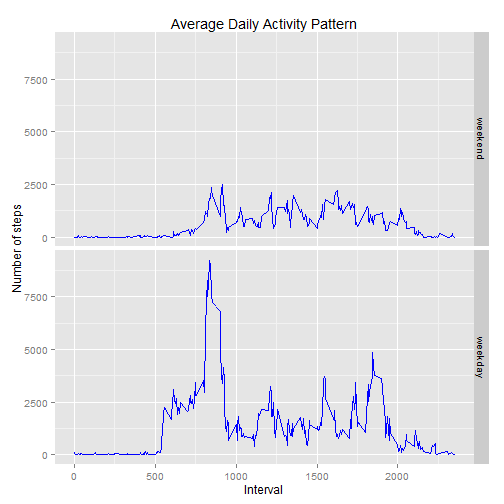 Average Daily Activity Pattern
Number of steps
7500
5000
2500
0
weekend
7500
5000
2500
0
weekday
0
500
1000
1500
2000
Interval